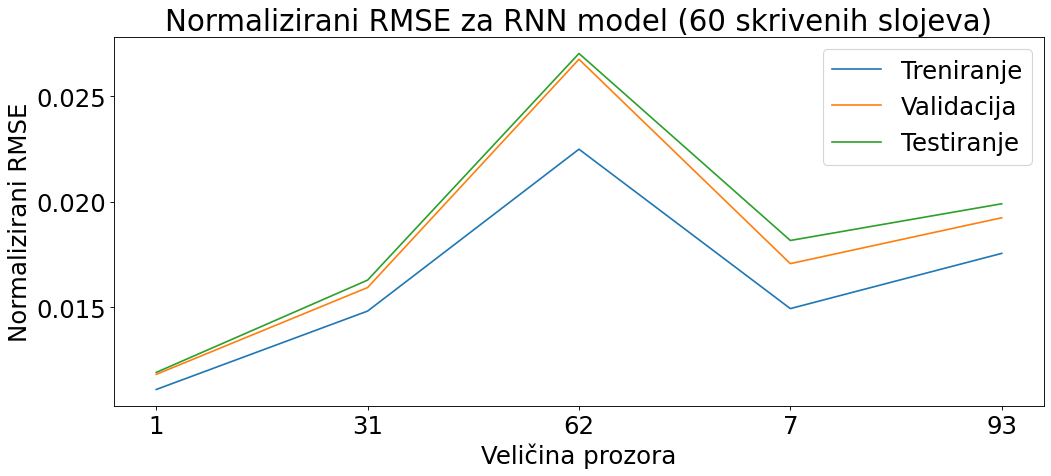 Normalizirani RMSE za RNN model (60 skrivenih slojeva)
Normalizirani RMSE
0.025
0.020
0.015
Treniranje
Validacija
Testiranje
1 31 62 7 93
Veličina prozora